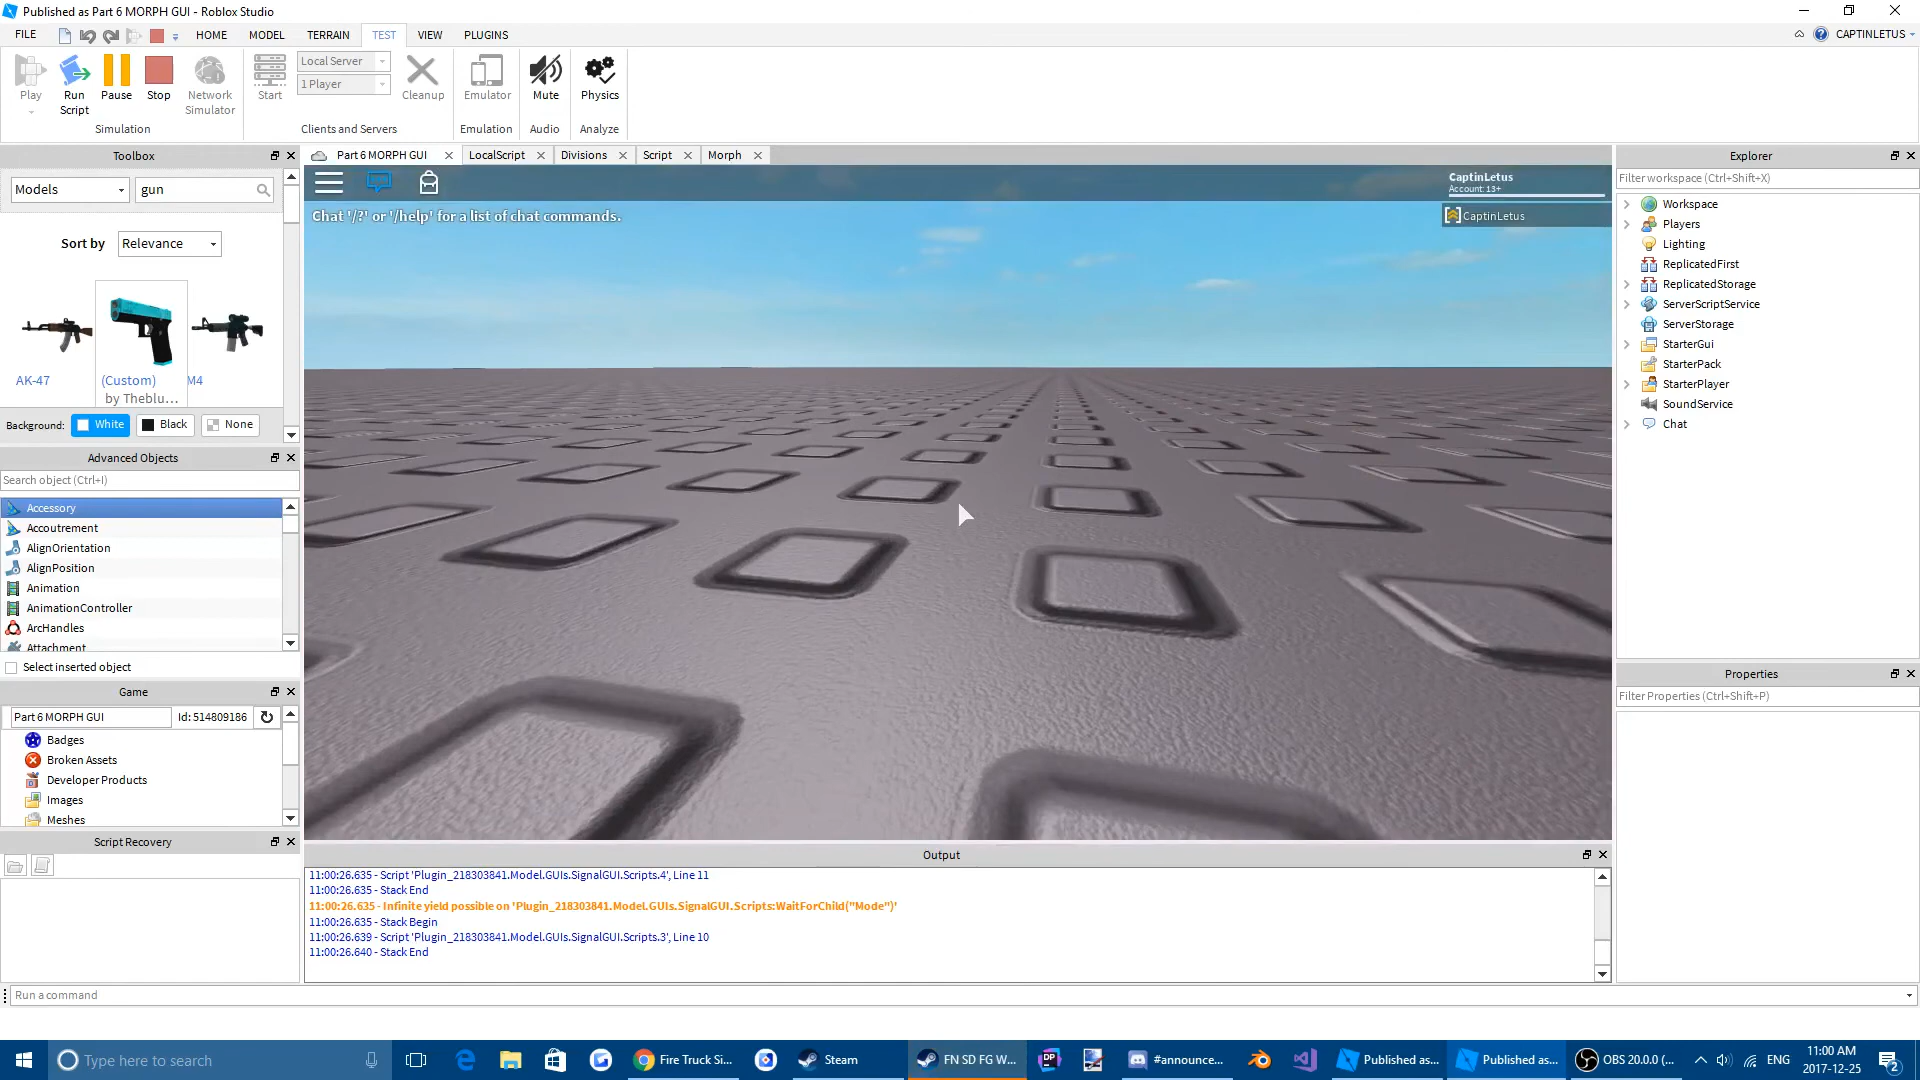 Published as Part 6 MORPH GUI - Roblox Studio
FILE HOME MODEL TERRAIN TEST VIEW PLUGINS CAPTINLETUS
Play Run Script Pause Stop Network Simulator
Simulation
Start Local Server 1 Player Cleanup
Clients and Servers
Emulator
Emulation
Mute
Audio
Physics
Analyze
Toolbox
Models gun
Sort by Relevance
AK-47 (Custom) M4
by Theblu...
Background: White Black None
Advanced Objects
Search object (Ctrl+I)
Accessory
Accoutrement
AlignOrientation
AlignPosition
Animation
AnimationController
ArcHandles
Attachment
Select inserted object
Game
Part 6 MORPH GUI Id: 514809186
Badges
Broken Assets
Developer Products
Images
Meshes
Script Recovery
Part 6 MORPH GUI LocalScript Divisions Script Morph
CaptinLetus
Account: 13+
CaptinLetus
Chat '/?' or '/help' for a list of chat commands.
Output
11:00:26.635 - Script 'Plugin_218303841.Model.GUIs.SignalGUI.Scripts.4', Line 11
11:00:26.635 - Stack End
11:00:26.635 - Infinite yield possible on 'Plugin_218303841.Model.GUIs.SignalGUI.Scripts:WaitForChild("Mode")'
11:00:26.635 - Stack Begin
11:00:26.639 - Script 'Plugin_218303841.Model.GUIs.SignalGUI.Scripts.3', Line 10
11:00:26.640 - Stack End
Explorer
Filter workspace (Ctrl+Shift+X)
Workspace
Players
Lighting
ReplicatedFirst
ReplicatedStorage
ServerScriptService
ServerStorage
StarterGui
StarterPack
StarterPlayer
SoundService
Chat
Properties
Filter Properties (Ctrl+Shift+P)
Run a command
Type here to search
Fire Truck Si...
Steam
FN SD FG W...
DP
#announce...
Published as...
Published as...
OBS 20.0.0 (...
ENG
11:00 AM
2017-12-25
2